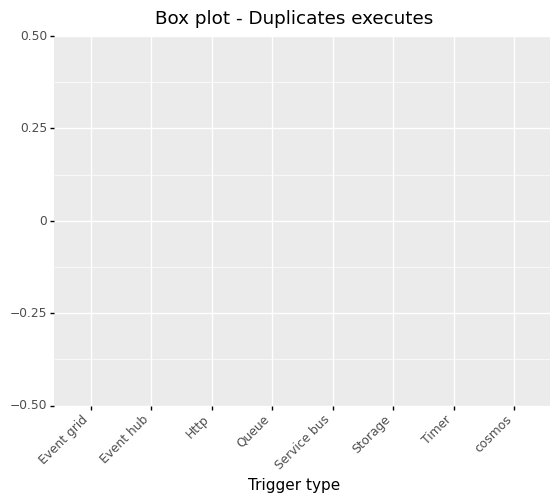 Box plot - Duplicates executes
0.50
0.25
0
−0.25
−0.50
Event grid
Event hub
Http
Queue
Service bus
Storage
Timer
cosmos
Trigger type